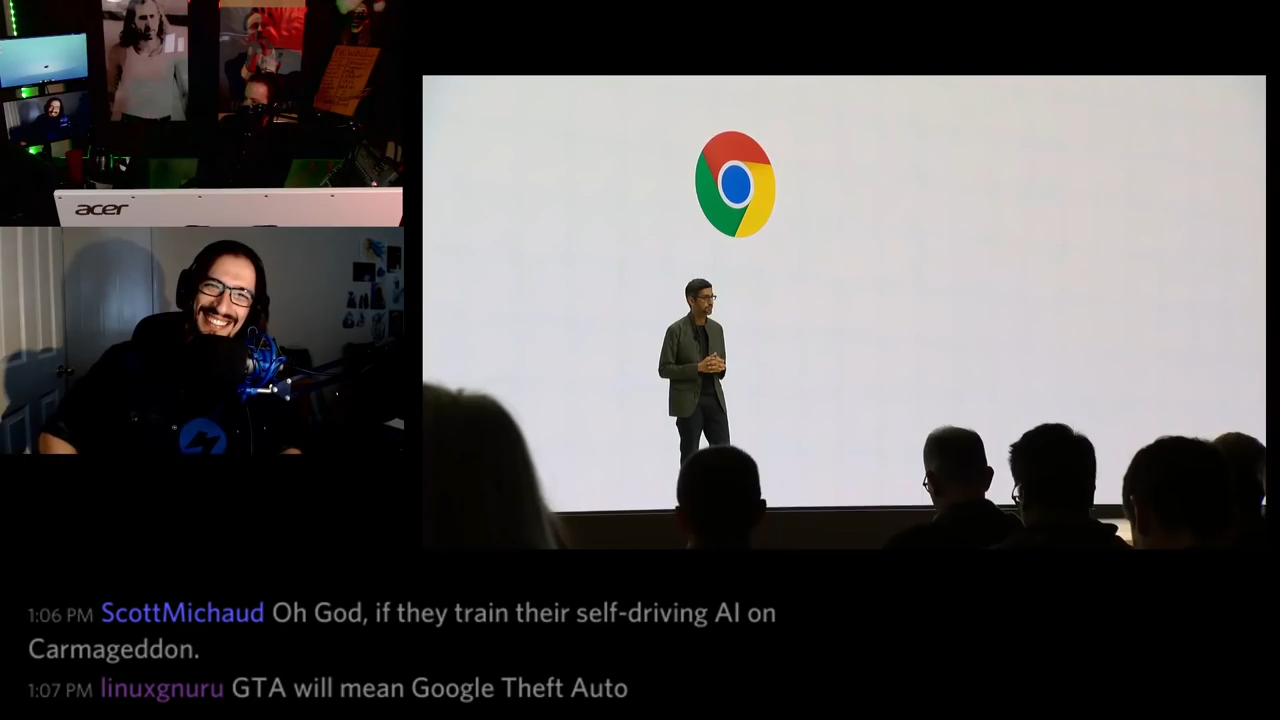 acer
1:06 PM ScottMichaud Oh God, if they train their self-driving AI on
Carmageddon.
1:07 PM linuxgnuru GTA will mean Google Theft Auto